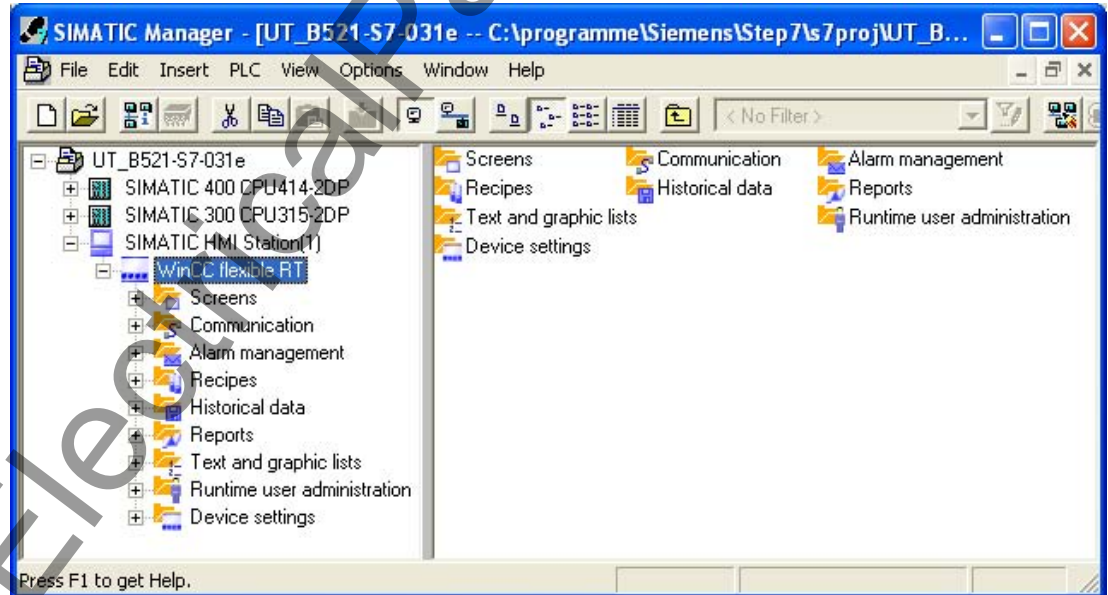 SIMATIC Manager - [UT_B521-S7-031e -- C:\programme\Siemens\Step7\s7proj\UT_B...
File Edit Insert PLC View Options Window Help
< No Filter >
UT_B521-S7-031e
SIMATIC 400 CPU414-2DP
SIMATIC 300 CPU315-2DP
SIMATIC HMI Station(1)
WinCC flexible RT
Screens
Communication
Alarm management
Recipes
Historical data
Reports
Text and graphic lists
Runtime user administration
Device settings
Screens Communication Alarm management
Recipes Historical data Reports
Text and graphic lists Runtime user administration
Device settings
Press F1 to get Help.
ElectricalP